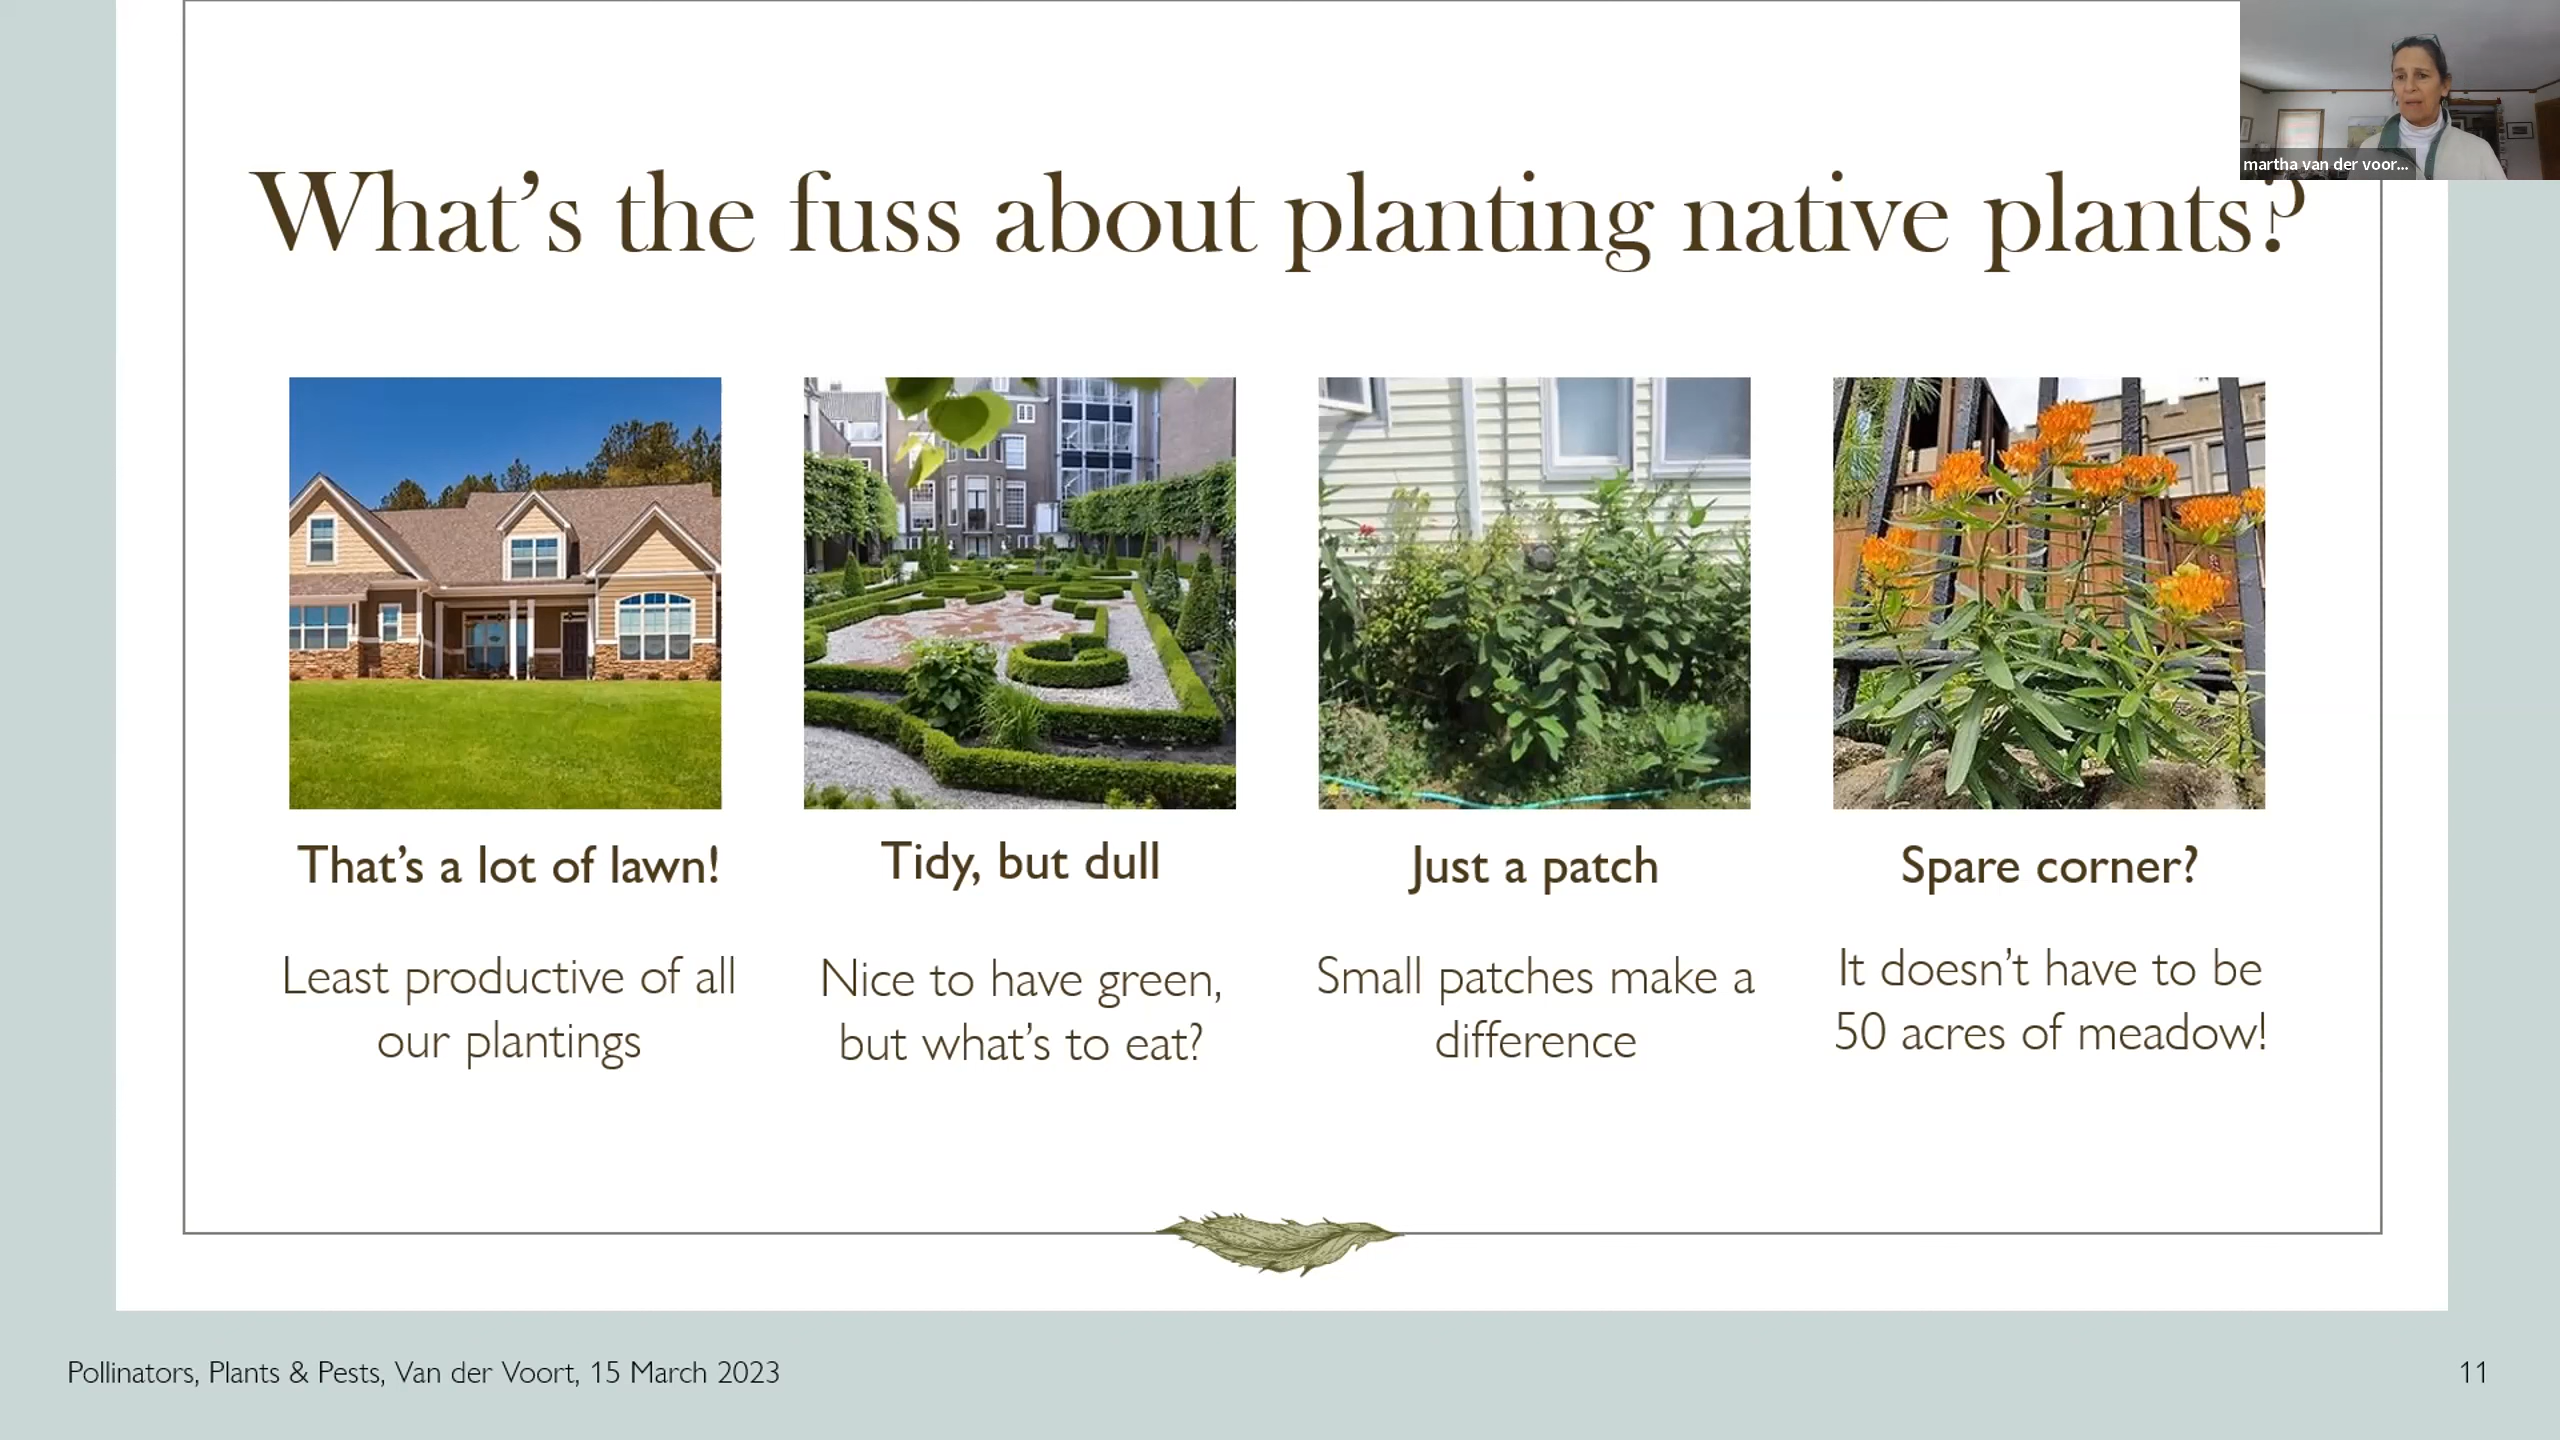 martha van der voor...
What's the fuss about planting native plants?
That's a lot of lawn!
Least productive of all
our plantings
Tidy, but dull
Nice to have green,
but what's to eat?
Just a patch
Small patches make a
difference
Spare corner?
It doesn't have to be
50 acres of meadow!
Pollinators, Plants & Pests, Van der Voort, 15 March 2023
11